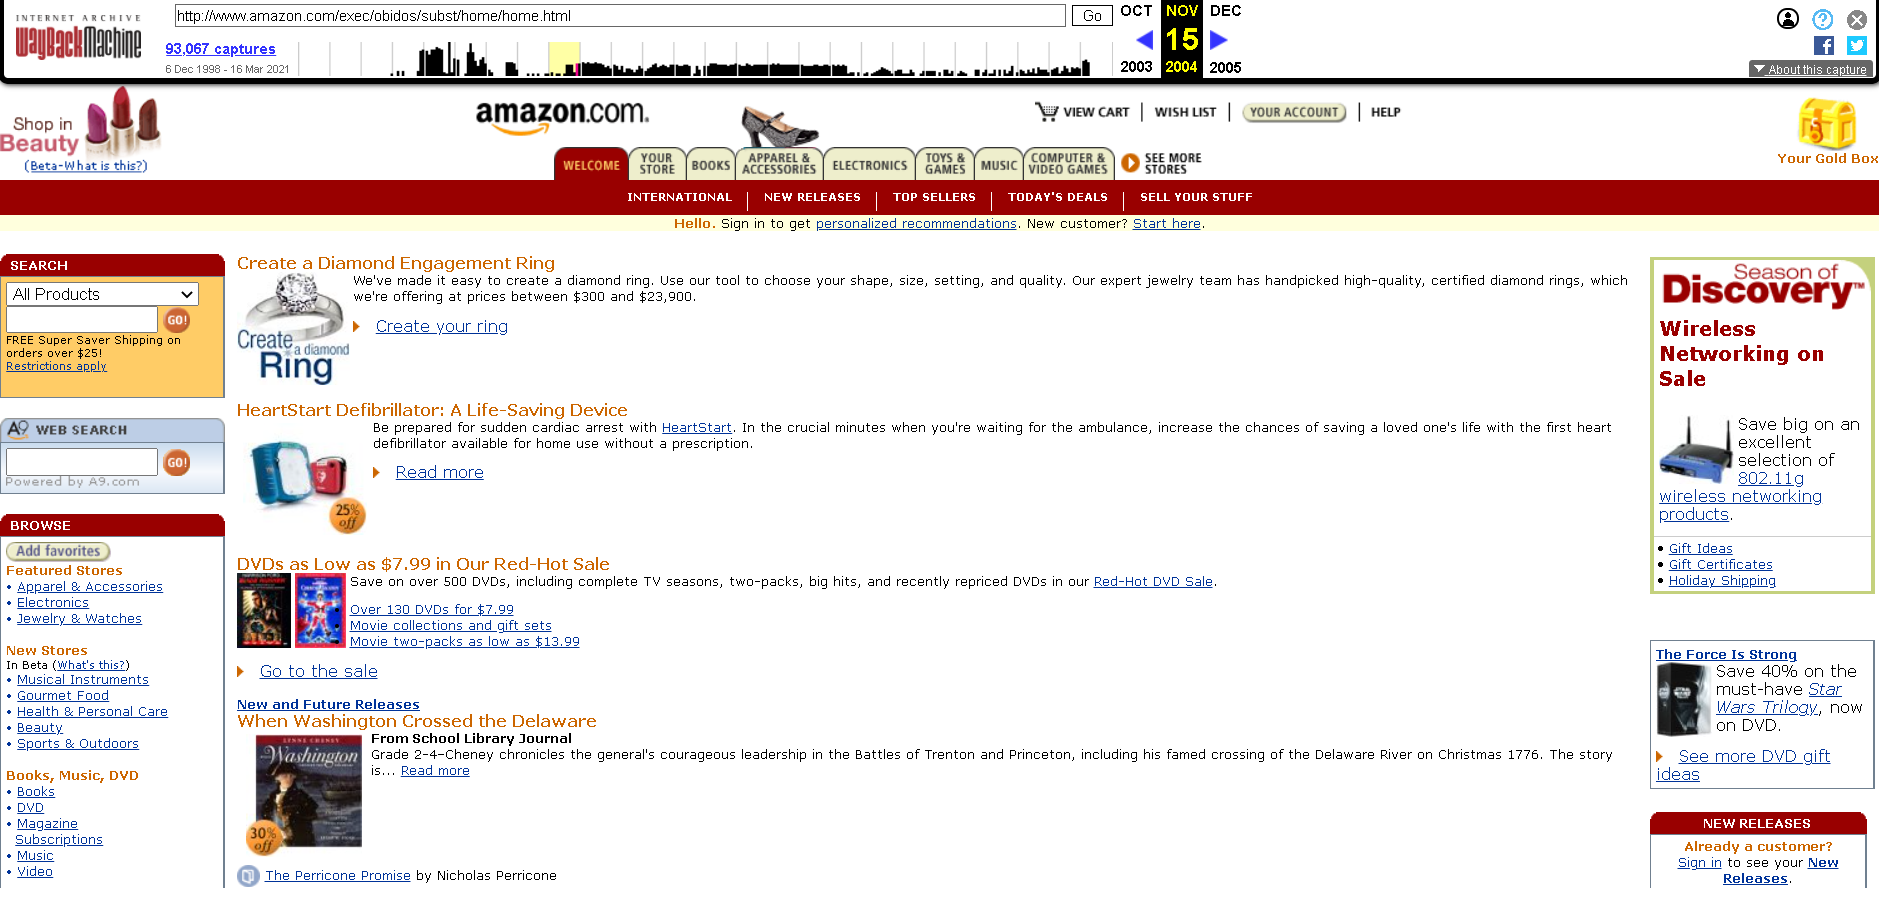 INTERNET ARCHIVE
WayBackMachine
http://www.amazon.com/exec/obidos/subst/home/home.html
Go
OCT
NOV
DEC
93,067 captures
15
6 Dec 1998 - 16 Mar 2021
2003
2004
2005
About this capture
Shop in
Beauty
(Beta-What is this?)
amazon.com.
VIEW CART
WISH LIST
YOUR ACCOUNT
HELP
Your Gold Box
WELCOME
YOUR STORE
BOOKS
APPAREL & ACCESSORIES
ELECTRONICS
TOYS & GAMES
MUSIC
COMPUTER & VIDEO GAMES
SEE MORE STORES
INTERNATIONAL
NEW RELEASES
TOP SELLERS
TODAY'S DEALS
SELL YOUR STUFF
Hello. Sign in to get personalized recommendations. New customer? Start here.
SEARCH
All Products
GO!
FREE Super Saver Shipping on
orders over $25!
Restrictions apply
A9 WEB SEARCH
GO!
Powered by A9.com
BROWSE
Add favorites
Featured Stores
• Apparel & Accessories
• Electronics
• Jewelry & Watches
New Stores
In Beta (What's this?)
• Musical Instruments
• Gourmet Food
• Health & Personal Care
• Beauty
• Sports & Outdoors
Books, Music, DVD
• Books
• DVD
• Magazine
Subscriptions
• Music
• Video
Create a Diamond Engagement Ring
We've made it easy to create a diamond ring. Use our tool to choose your shape, size, setting, and quality. Our expert jewelry team has handpicked high-quality, certified diamond rings, which
we're offering at prices between $300 and $23,900.
Create your ring
Create
a diamond
Ring
HeartStart Defibrillator: A Life-Saving Device
Be prepared for sudden cardiac arrest with HeartStart. In the crucial minutes when you're waiting for the ambulance, increase the chances of saving a loved one's life with the first heart
defibrillator available for home use without a prescription.
Read more
25%
off
DVDs as Low as $7.99 in Our Red-Hot Sale
Save on over 500 DVDs, including complete TV seasons, two-packs, big hits, and recently repriced DVDs in our Red-Hot DVD Sale.
Over 130 DVDs for $7.99
Movie collections and gift sets
Movie two-packs as low as $13.99
Go to the sale
New and Future Releases
When Washington Crossed the Delaware
From School Library Journal
Grade 2-4–Cheney chronicles the general's courageous leadership in the Battles of Trenton and Princeton, including his famed crossing of the Delaware River on Christmas 1776. The story
is... Read more
LYNNE CHENEY
Washington
30%
off
The Perricone Promise by Nicholas Perricone
Season of
Discovery™
Wireless
Networking on
Sale
Save big on an
excellent
selection of
802.11g
wireless networking
products.
• Gift Ideas
• Gift Certificates
• Holiday Shipping
The Force Is Strong
Save 40% on the
must-have Star
Wars Trilogy, now
on DVD.
See more DVD gift
ideas
NEW RELEASES
Already a customer?
Sign in to see your New
Releases.